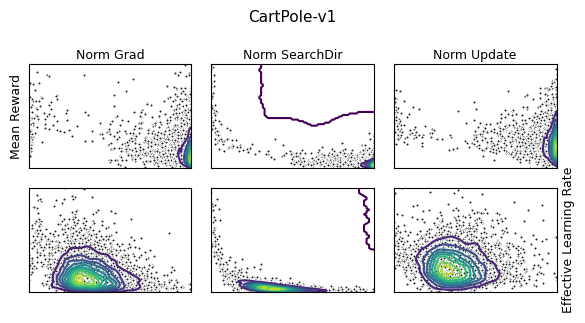 CartPole-v1
Norm Grad
Norm SearchDir
Norm Update
Mean Reward
Effective Learning Rate